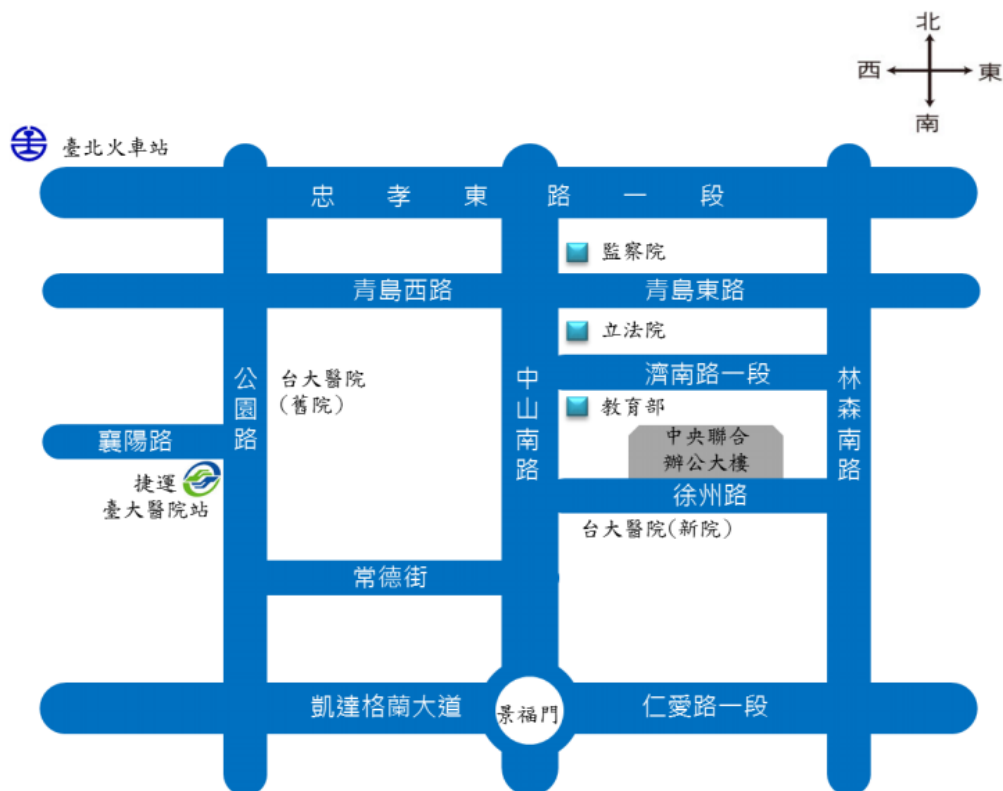 北
西
東
南
臺北火車站
忠孝東路一段
監察院
青島西路
青島東路
立法院
公園路
台大醫院
(舊院)
中山南路
濟南路一段
林森南路
教育部
襄陽路
中央聯合
辦公大樓
捷運
臺大醫院站
徐州路
台大醫院(新院)
常德街
凱達格蘭大道
景福門
仁愛路一段